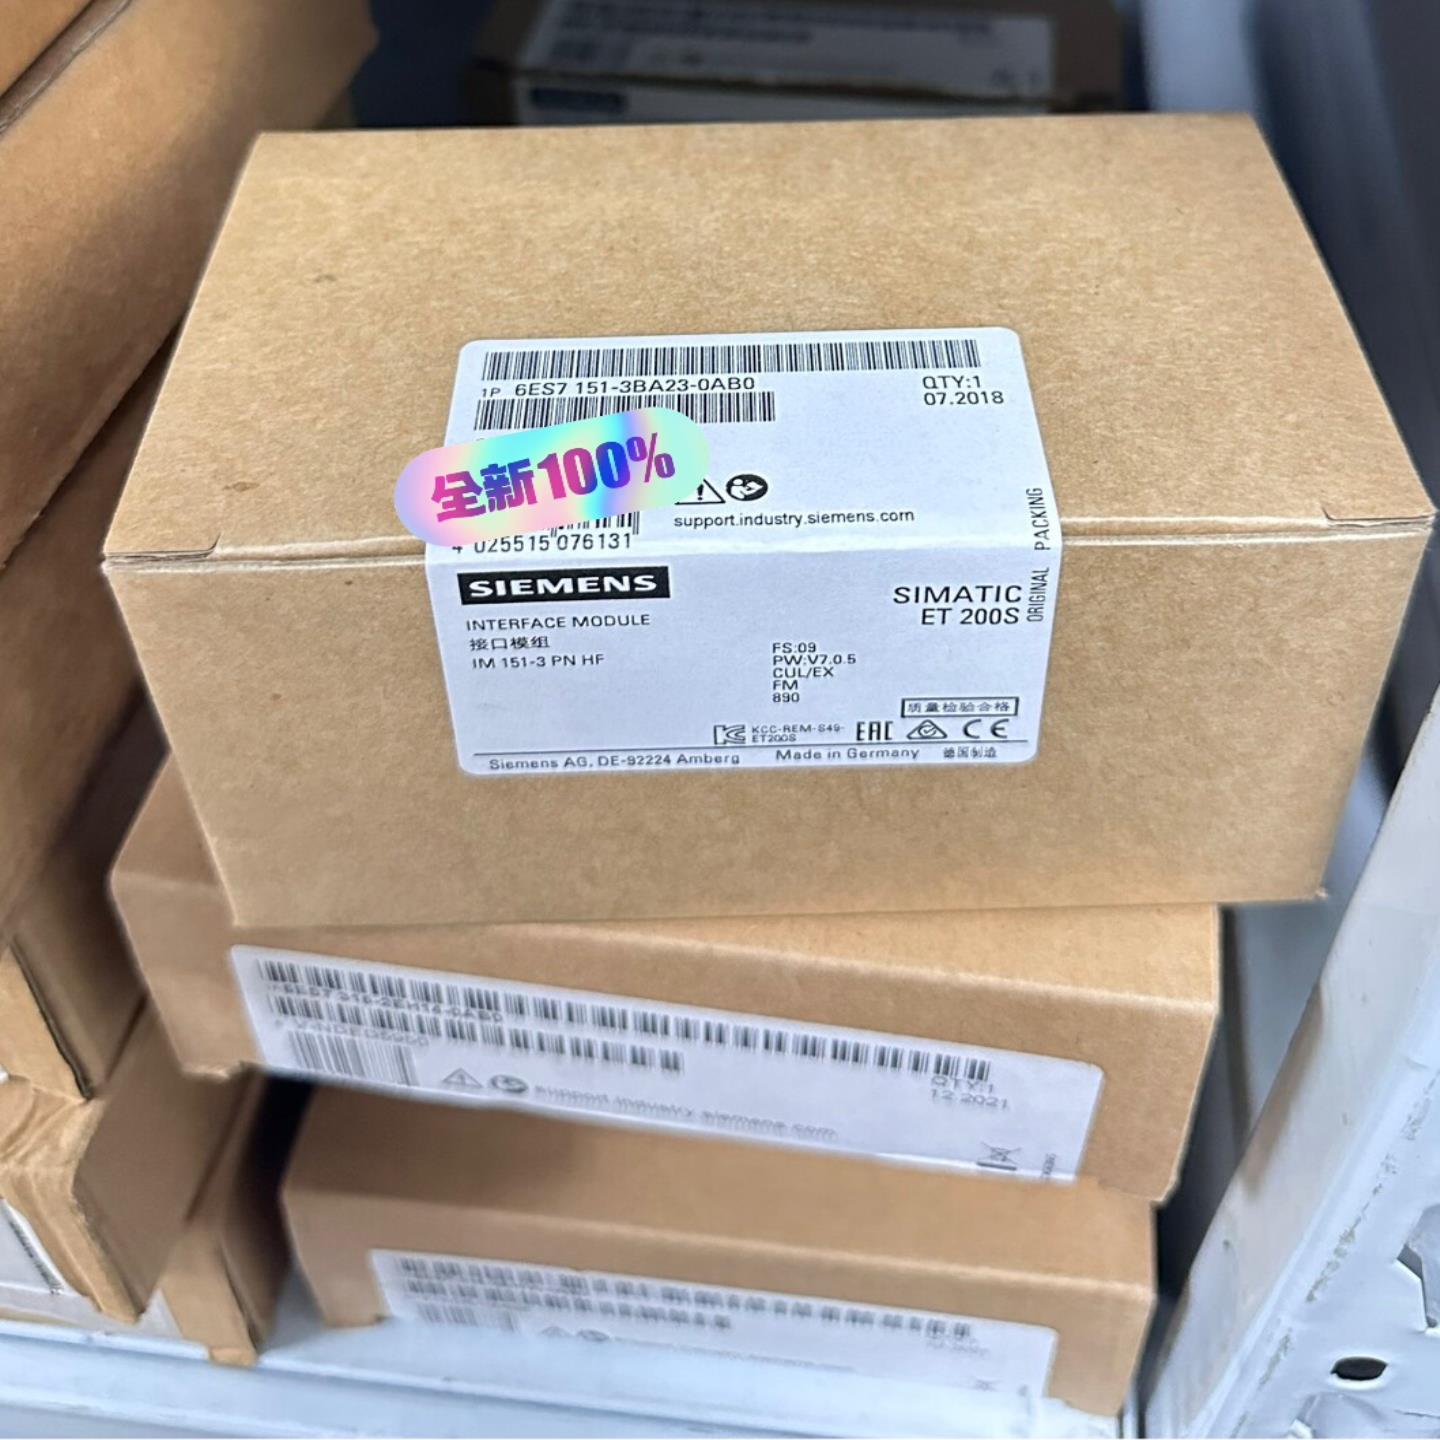 1P 6ES7 151-3BA23-0AB0
QTY:1
07.2018
全新100%
support.industry.siemens.com
4 025515 076131
ORIGINAL PACKING
SIEMENS
SIMATIC
ET 200S
INTERFACE MODULE
接口模组
IM 151-3 PN HF
FS:09
PW:V7.0.5
CUL/EX
FM
890
质量检验合格
KCC-REM-S49-
ET200S
EAC CE
Siemens AG, DE-92224 Amberg
Made in Germany
德国制造
QTY:1
12.2021
support.industry.siemens.com